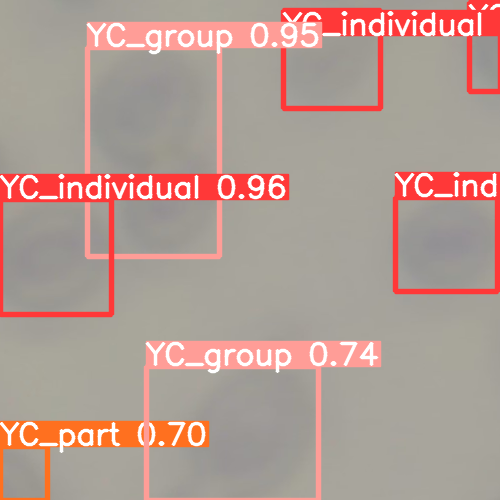 YC_individual
YC_group 0.95
YC_individual 0.96
YC_ind
YC_group 0.74
YC_part 0.70